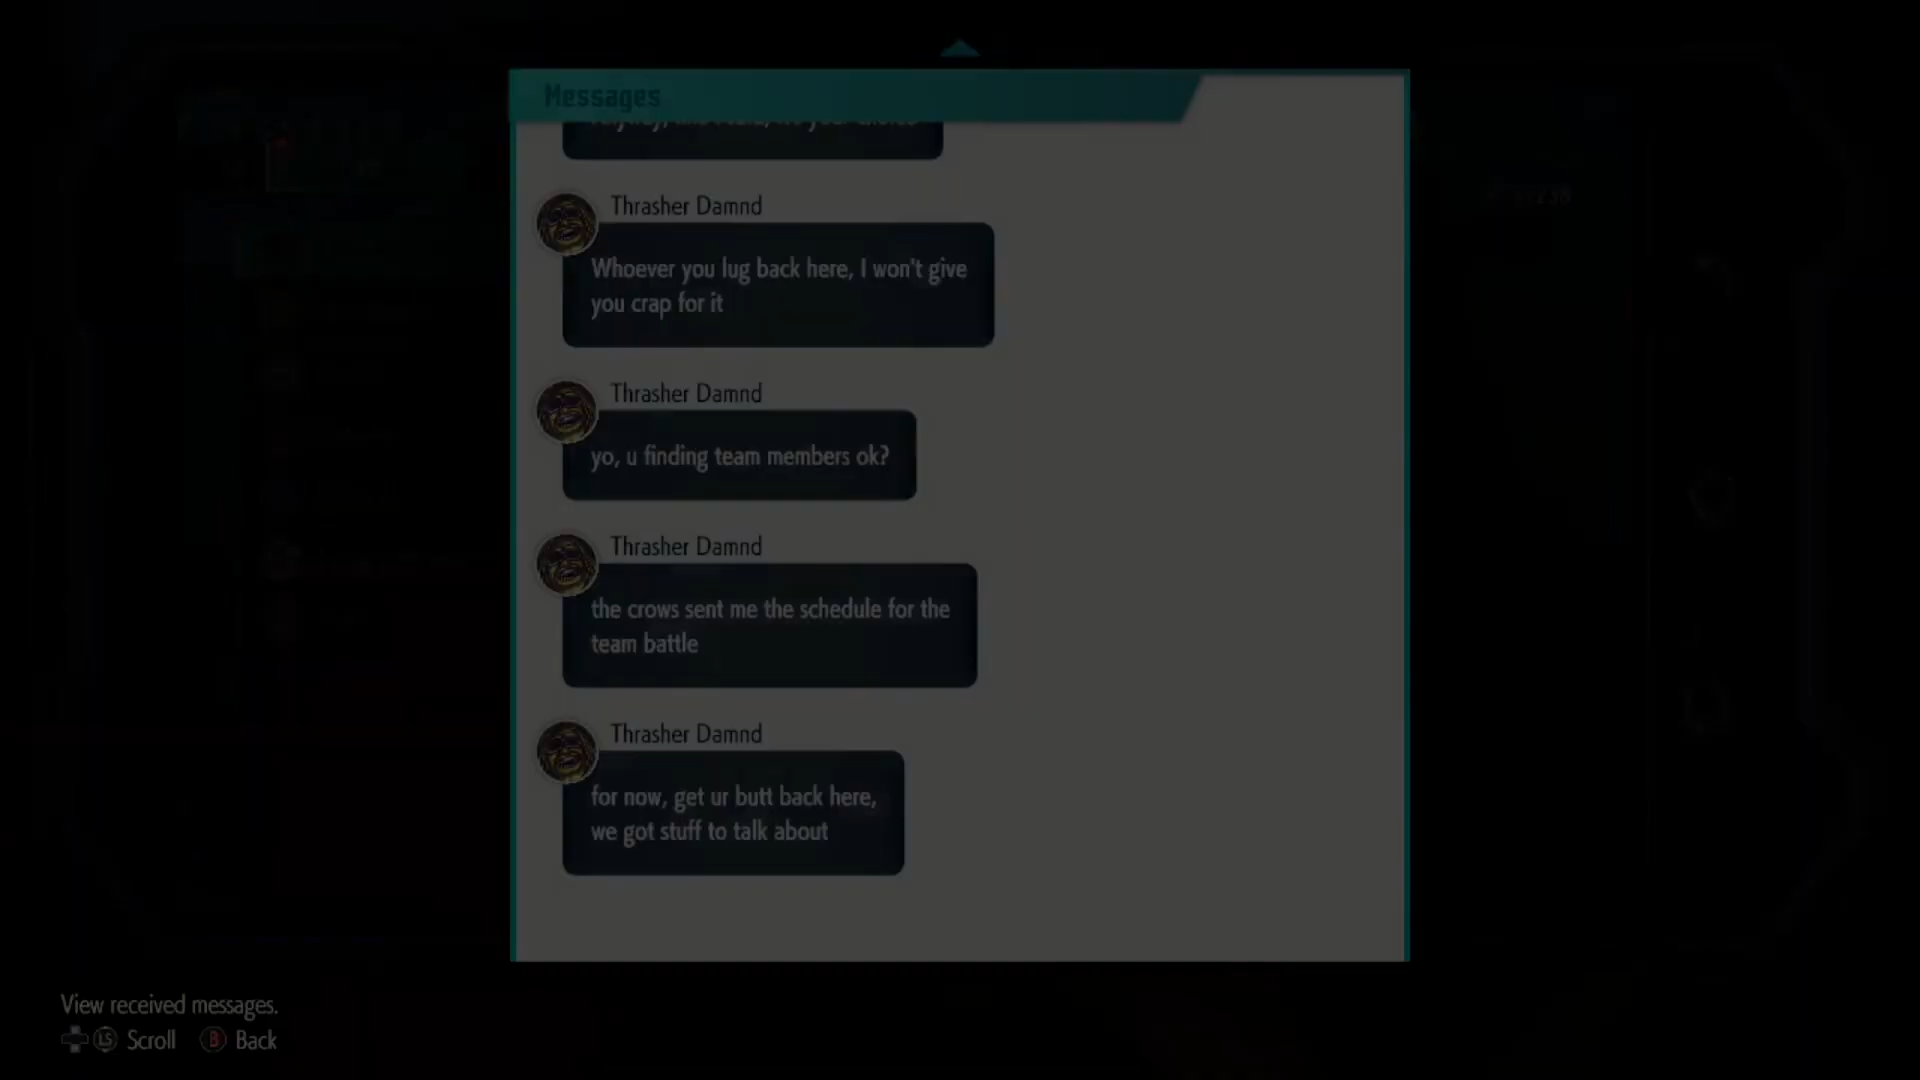 Messages
Thrasher Damnd
Whoever you lug back here, I won't give
you crap for it
Thrasher Damnd
yo, u finding team members ok?
Thrasher Damnd
the crows sent me the schedule for the
team battle
Thrasher Damnd
for now, get ur butt back here,
we got stuff to talk about
View received messages.
LS Scroll B Back